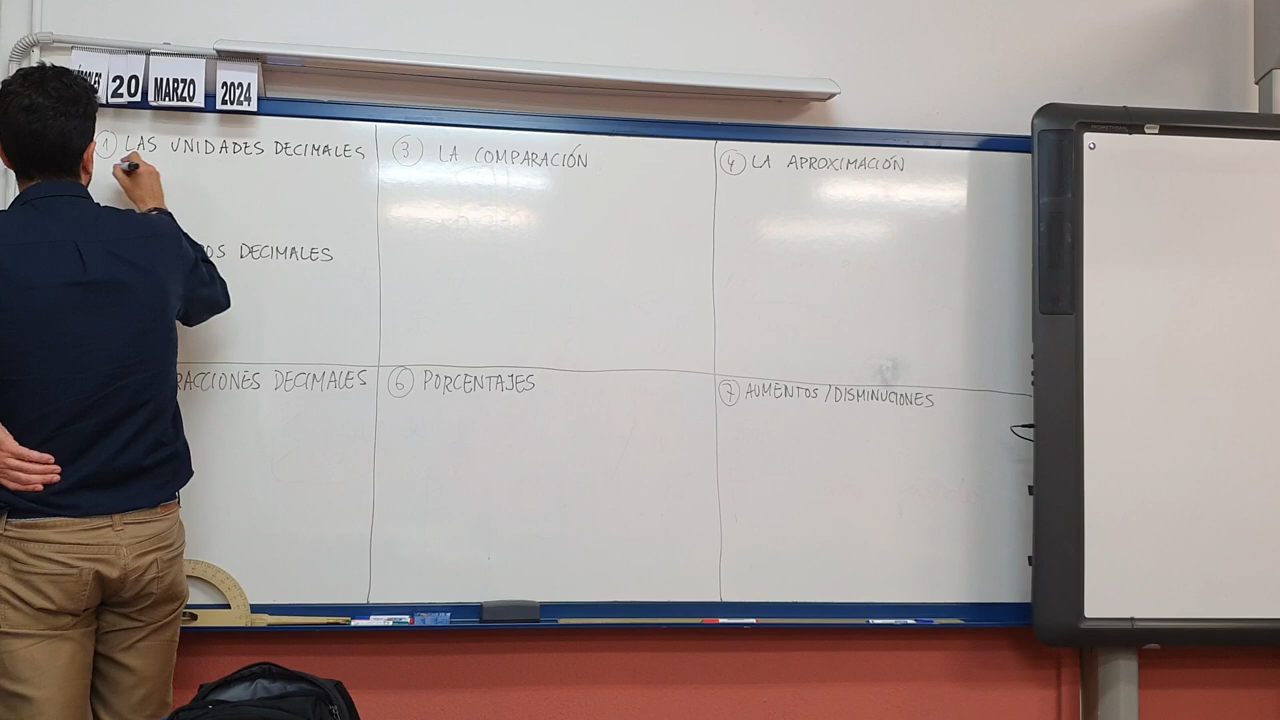 20 MARZO 2024
1 LAS UNIDADES DECIMALES
DECIMALES
3 LA COMPARACIÓN
4 LA APROXIMACIÓN
RACCIONES DECIMALES
6 PORCENTAJES
7 AUMENTOS/DISMINUCIONES